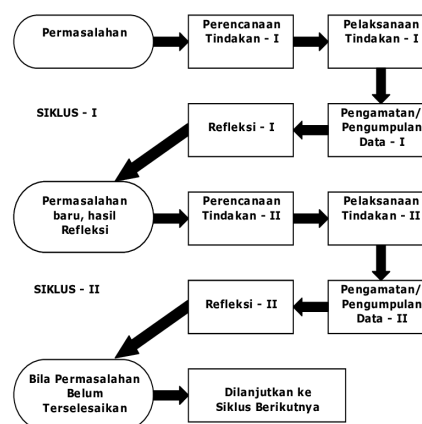 Permasalahan
Perencanaan
Tindakan - I
Pelaksanaan
Tindakan - I
SIKLUS - I
Refleksi - I
Pengamatan/
Pengumpulan
Data - I
Permasalahan
baru, hasil
Refleksi
Perencanaan
Tindakan - II
Pelaksanaan
Tindakan - II
SIKLUS - II
Refleksi - II
Pengamatan/
Pengumpulan
Data - II
Bila Permasalahan
Belum
Terselesaikan
Dilanjutkan ke
Siklus Berikutnya